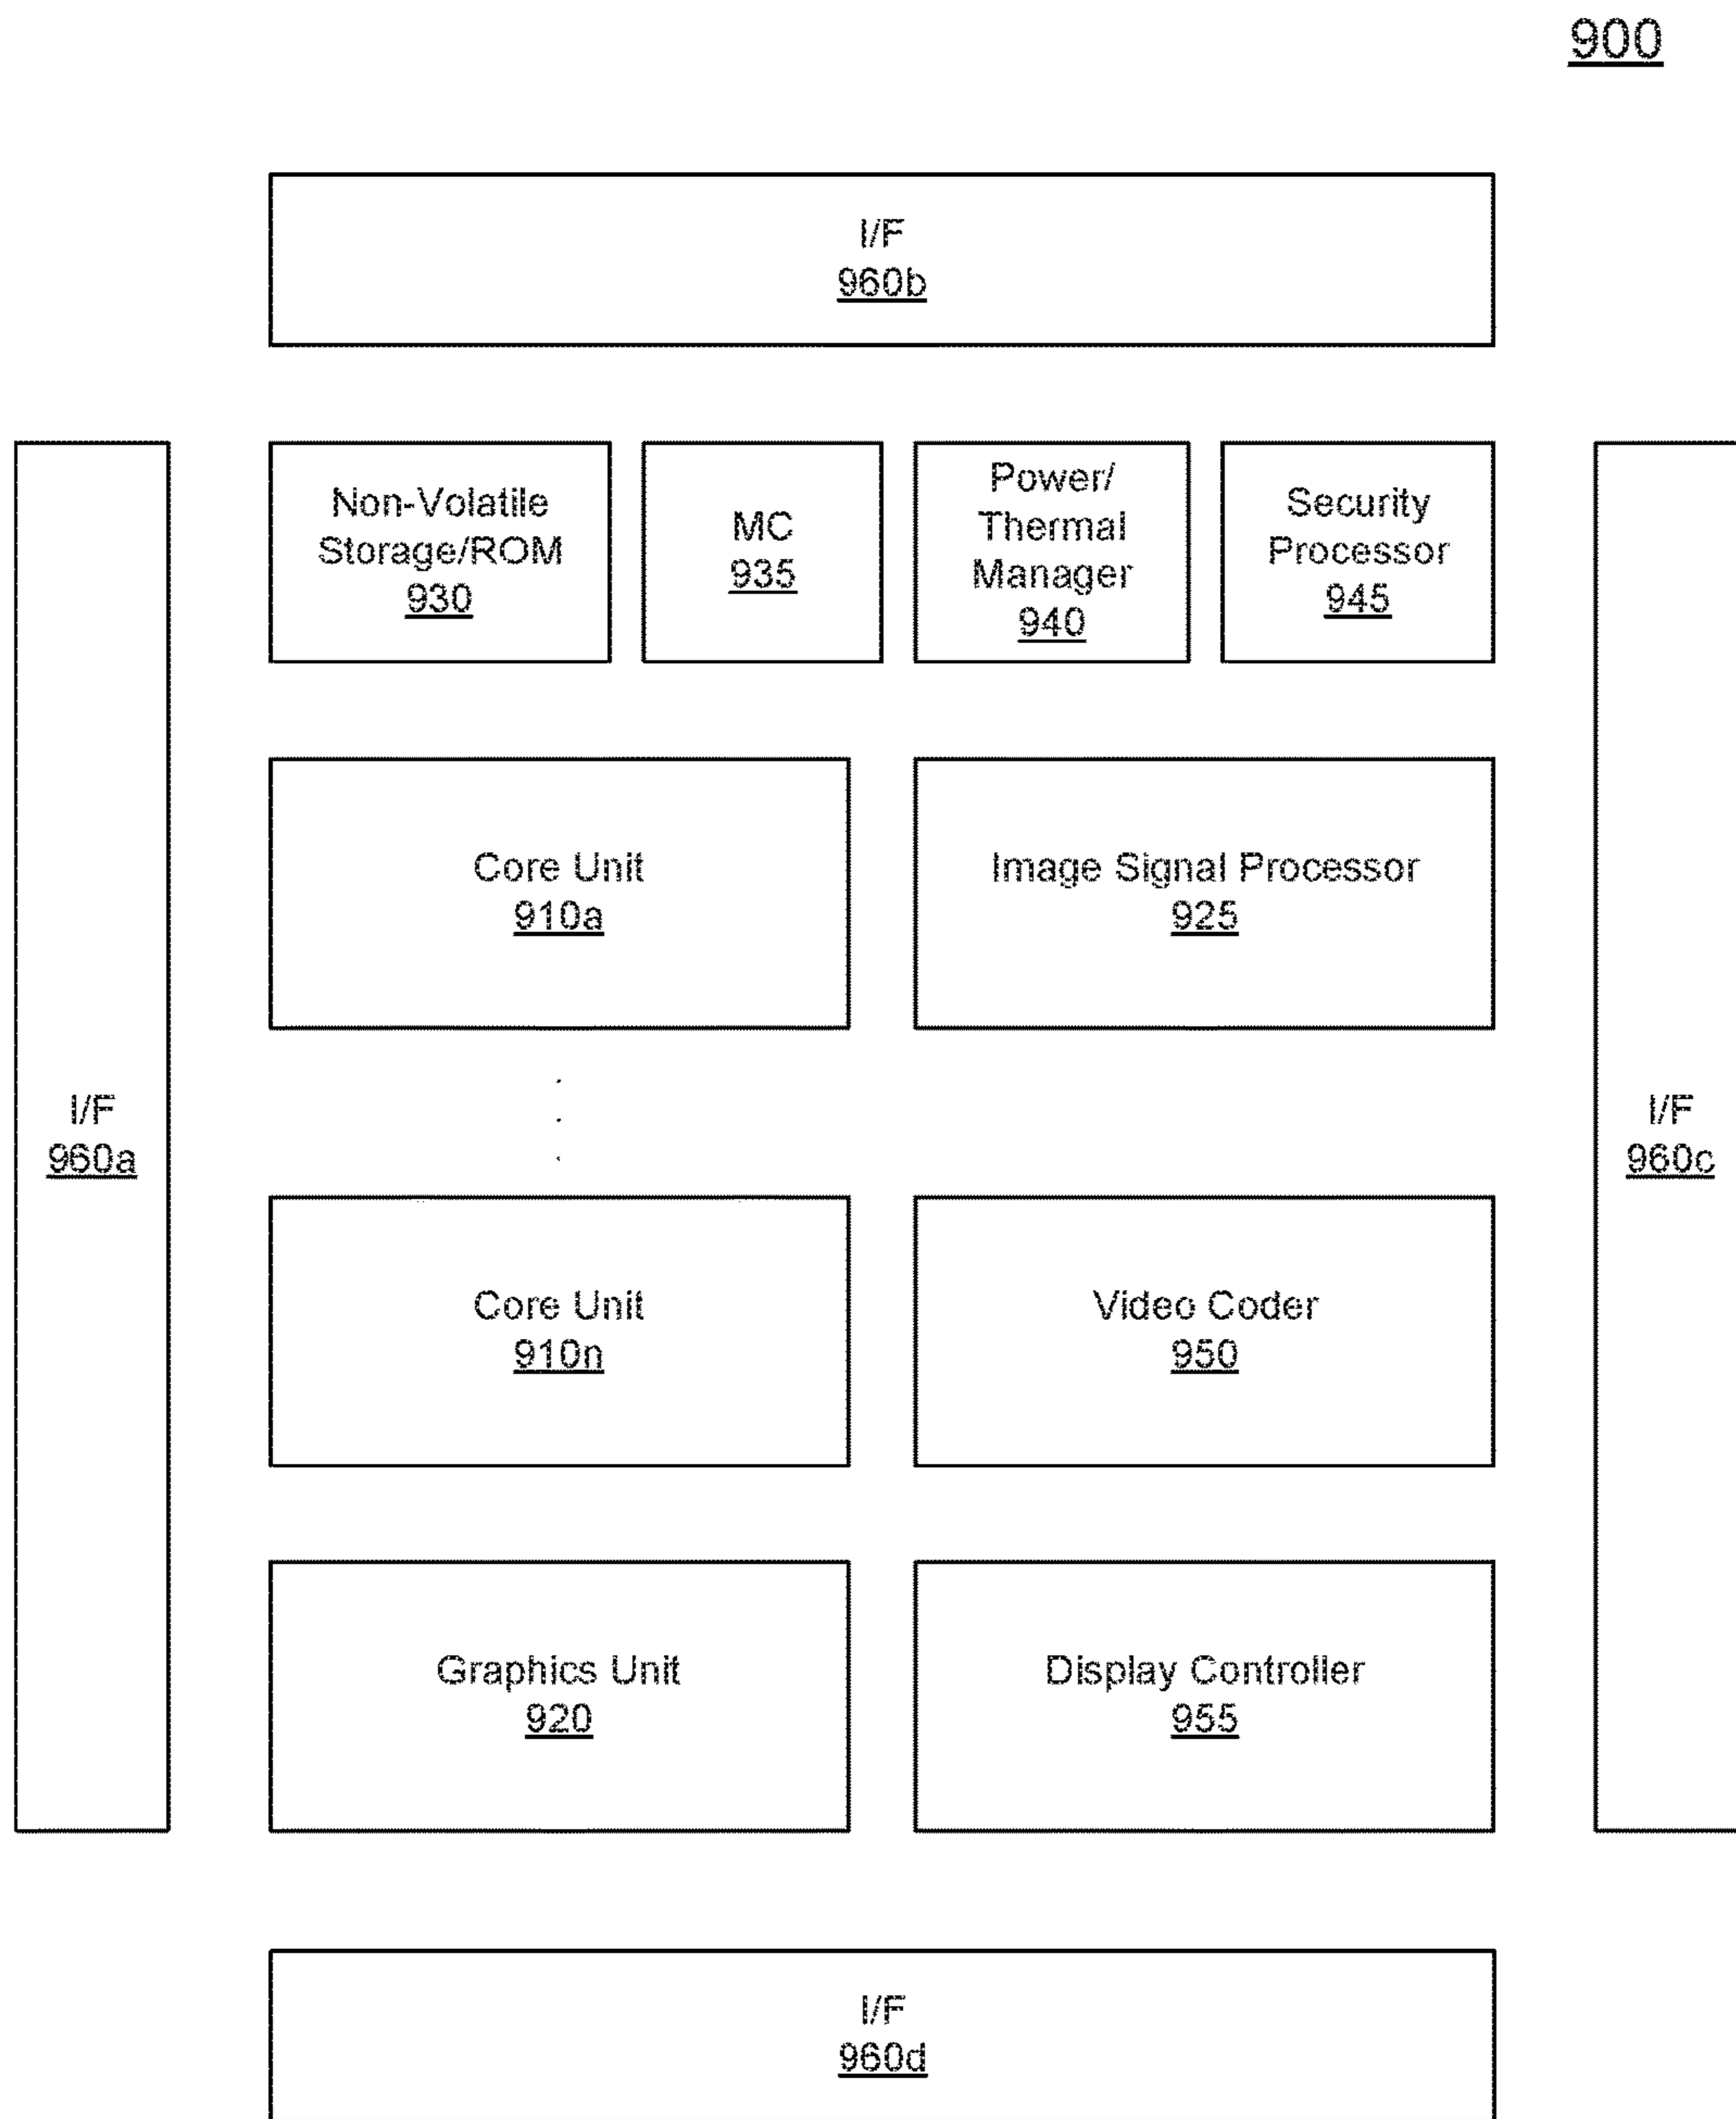 900
I/F
960b
Non-Volatile
Storage/ROM
930
MC
935
Power/
Thermal
Manager
940
Security
Processor
945
Core Unit
910a
Image Signal Processor
925
I/F
960a
I/F
960c
Core Unit
910n
Video Coder
950
Graphics Unit
920
Display Controller
955
I/F
960d